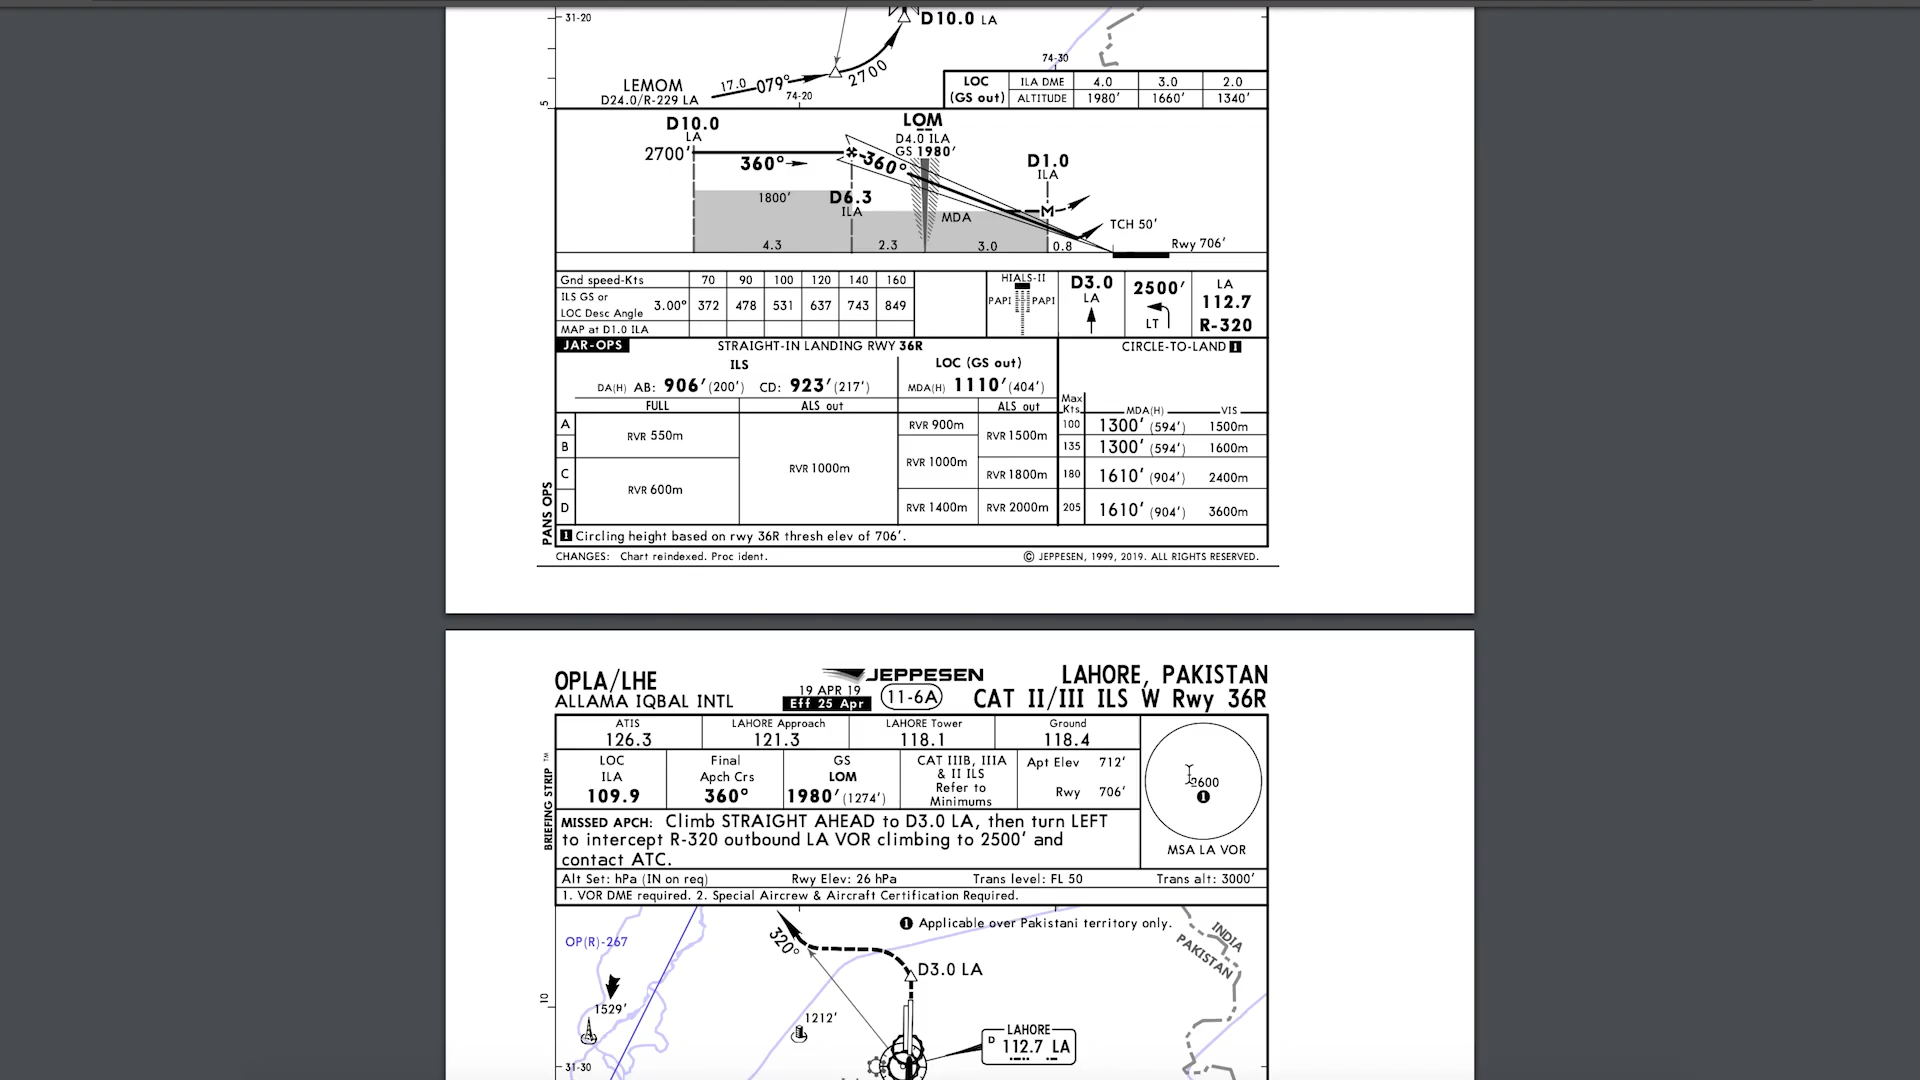 31-20
D10.0 LA
74-30
LEMOM
D24.0/R-229 LA
17.0 079°
2700
74-20
5
LOC ILA DME 4.0 3.0 2.0
(GS out) ALTITUDE 1980' 1660' 1340'
D10.0
LA
LOM
D4.0 ILA
GS 1980'
2700'
360°
360°
D1.0
ILA
1800'
D6.3
ILA
MDA
M
TCH 50'
4.3 2.3 3.0 0.8
Rwy 706'
Gnd speed-Kts 70 90 100 120 140 160
ILS GS or
LOC Desc Angle 3.00° 372 478 531 637 743 849
MAP at D1.0 ILA
HIALS-II
PAPI PAPI
D3.0
LA
2500'
LT
LA
112.7
R-320
JAR-OPS STRAIGHT-IN LANDING RWY 36R CIRCLE-TO-LAND 1
ILS LOC (GS out)
DA(H) AB: 906' (200') CD: 923' (217') MDA(H) 1110' (404')
FULL ALS out ALS out
Max
Kts MDA(H) VIS
A RVR 550m RVR 1000m RVR 900m RVR 1500m 100 1300' (594') 1500m
B RVR 1000m 135 1300' (594') 1600m
C RVR 600m RVR 1800m 180 1610' (904') 2400m
D RVR 1400m RVR 2000m 205 1610' (904') 3600m
PANS OPS
1 Circling height based on rwy 36R thresh elev of 706'.
CHANGES: Chart reindexed. Proc ident. © JEPPESEN, 1999, 2019. ALL RIGHTS RESERVED.
OPLA/LHE JEPPESEN LAHORE, PAKISTAN
ALLAMA IQBAL INTL 19 APR 19 11-6A CAT II/III ILS W Rwy 36R
Eff 25 Apr
ATIS LAHORE Approach LAHORE Tower Ground
126.3 121.3 118.1 118.4
LOC
ILA
109.9
Final
Apch Crs
360°
GS
LOM
1980' (1274')
CAT IIIB, IIIA
& II ILS
Refer to
Minimums
Apt Elev 712'
Rwy 706'
2600
1
MSA LA VOR
BRIEFING STRIP TM
MISSED APCH: Climb STRAIGHT AHEAD to D3.0 LA, then turn LEFT
to intercept R-320 outbound LA VOR climbing to 2500' and
contact ATC.
Alt Set: hPa (IN on req) Rwy Elev: 26 hPa Trans level: FL 50 Trans alt: 3000'
1. VOR DME required. 2. Special Aircrew & Aircraft Certification Required.
1 Applicable over Pakistani territory only.
OP(R)-267
320°
INDIA
PAKISTAN
D3.0 LA
10
1529'
1212'
LAHORE
D 112.7 LA
31-30